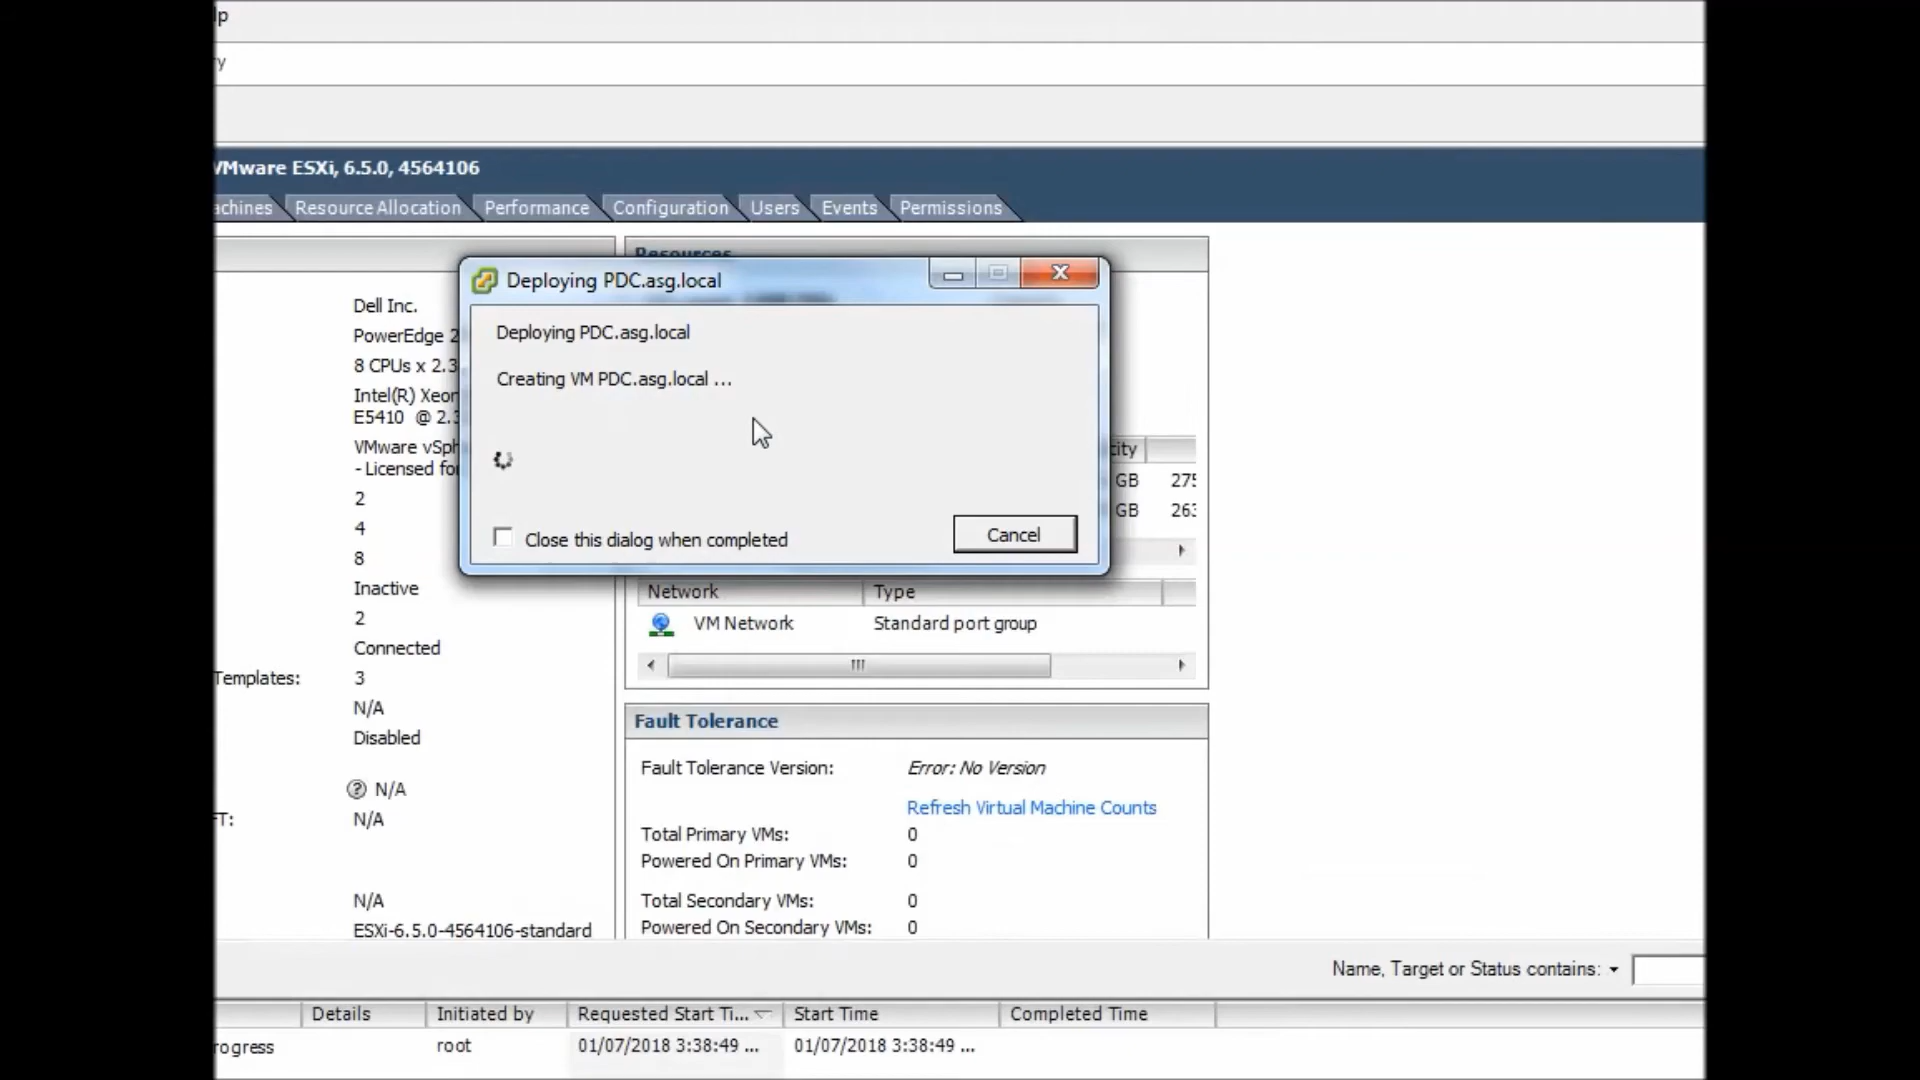 lp
ry
VMware ESXi, 6.5.0, 4564106
achines Resource Allocation Performance Configuration Users Events Permissions
Resources
Deploying PDC.asg.local
Deploying PDC.asg.local
Creating VM PDC.asg.local ...
Close this dialog when completed
Cancel
Dell Inc.
PowerEdge 2
8 CPUs x 2.3
Intel(R) Xeon
E5410 @ 2.3
VMware vSph
- Licensed for
2
4
8
Inactive
2
Connected
Templates: 3
N/A
Disabled
N/A
FT: N/A
N/A
ESXi-6.5.0-4564106-standard
city
GB 275
GB 263
Network Type
VM Network Standard port group
Fault Tolerance
Fault Tolerance Version: Error: No Version
Refresh Virtual Machine Counts
Total Primary VMs: 0
Powered On Primary VMs: 0
Total Secondary VMs: 0
Powered On Secondary VMs: 0
Name, Target or Status contains:
Details Initiated by Requested Start Ti... Start Time Completed Time
rogress root 01/07/2018 3:38:49 ... 01/07/2018 3:38:49 ...